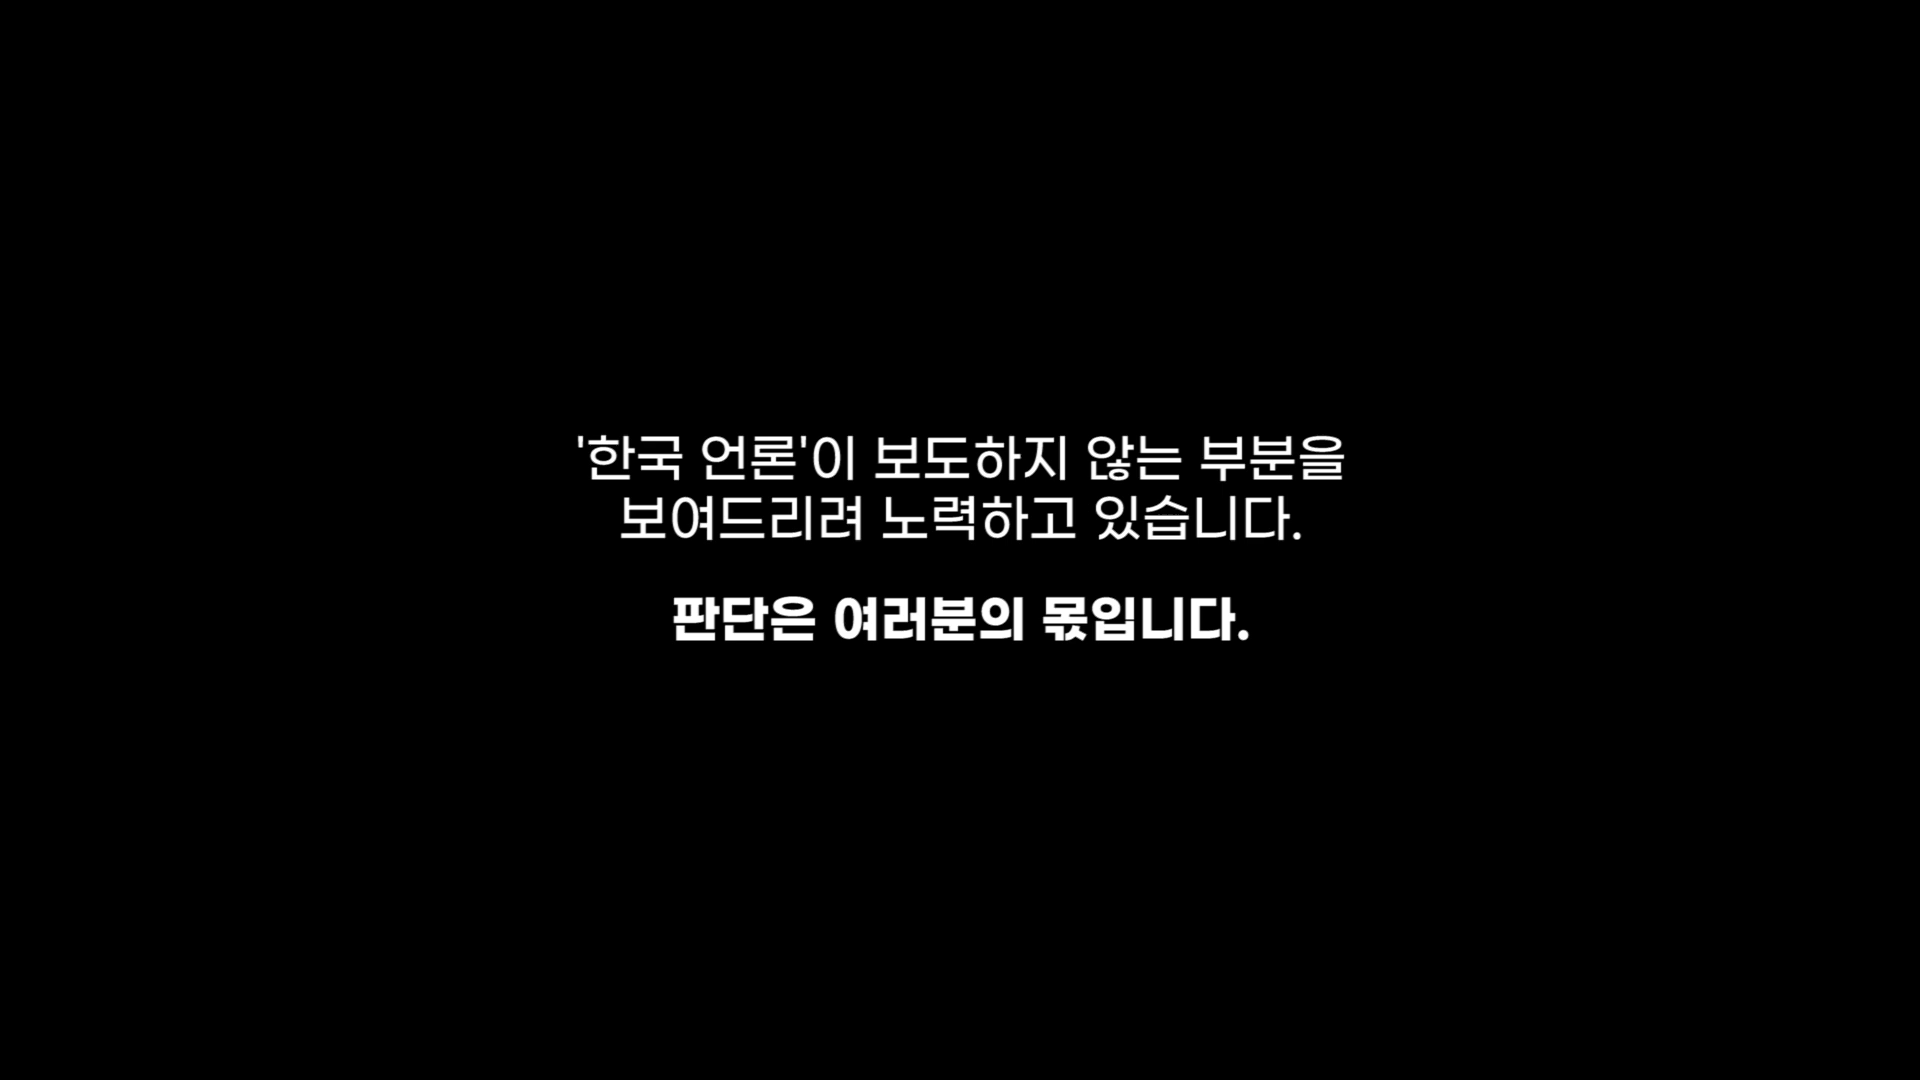 '한국 언론'이 보도하지 않는 부분을
보여드리려 노력하고 있습니다.
판단은 여러분의 몫입니다.